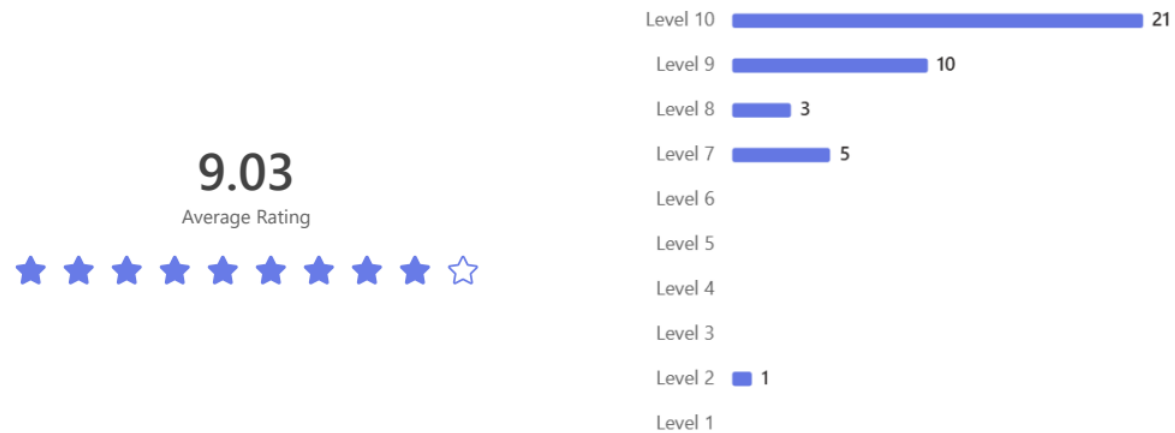 9.03
Average Rating
Level 10 21
Level 9 10
Level 8 3
Level 7 5
Level 6
Level 5
Level 4
Level 3
Level 2 1
Level 1